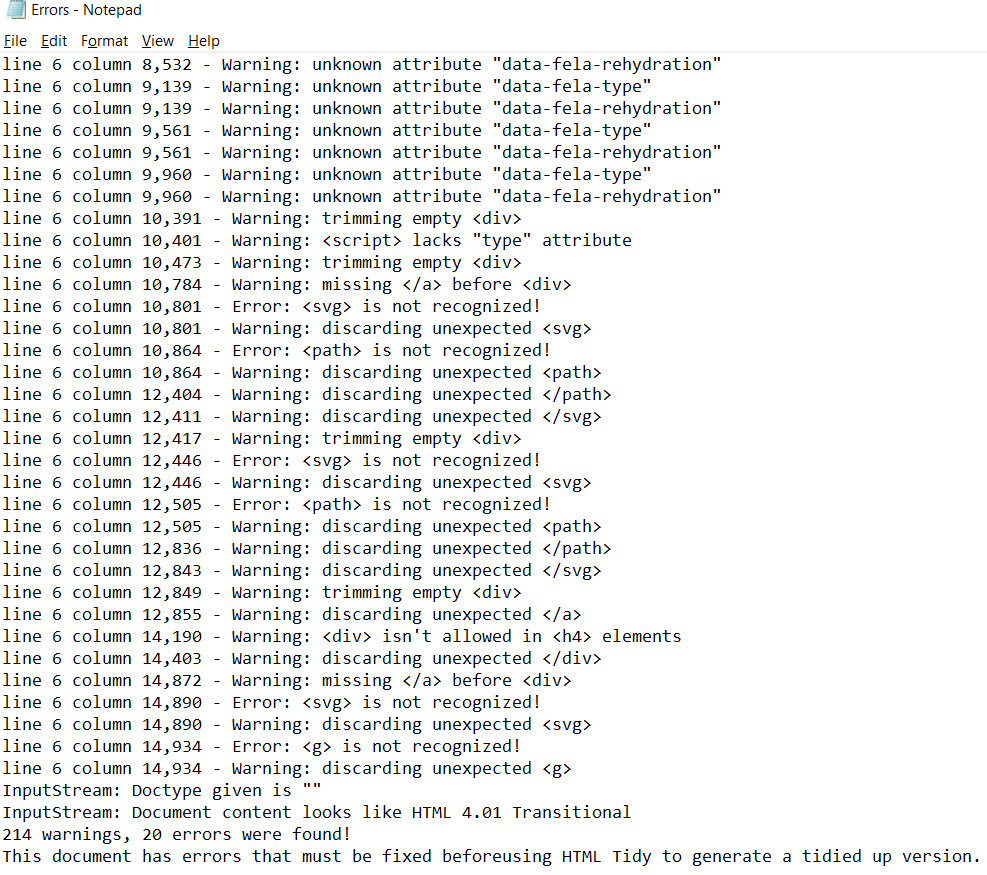 Errors - Notepad
File Edit Format View Help
line 6 column 8,532 - Warning: unknown attribute "data-fela-rehydration"
line 6 column 9,139 - Warning: unknown attribute "data-fela-type"
line 6 column 9,139 - Warning: unknown attribute "data-fela-rehydration"
line 6 column 9,561 - Warning: unknown attribute "data-fela-type"
line 6 column 9,561 - Warning: unknown attribute "data-fela-rehydration"
line 6 column 9,960 - Warning: unknown attribute "data-fela-type"
line 6 column 9,960 - Warning: unknown attribute "data-fela-rehydration"
line 6 column 10,391 - Warning: trimming empty <div>
line 6 column 10,401 - Warning: <script> lacks "type" attribute
line 6 column 10,473 - Warning: trimming empty <div>
line 6 column 10,784 - Warning: missing </a> before <div>
line 6 column 10,801 - Error: <svg> is not recognized!
line 6 column 10,801 - Warning: discarding unexpected <svg>
line 6 column 10,864 - Error: <path> is not recognized!
line 6 column 10,864 - Warning: discarding unexpected <path>
line 6 column 12,404 - Warning: discarding unexpected </path>
line 6 column 12,411 - Warning: discarding unexpected </svg>
line 6 column 12,417 - Warning: trimming empty <div>
line 6 column 12,446 - Error: <svg> is not recognized!
line 6 column 12,446 - Warning: discarding unexpected <svg>
line 6 column 12,505 - Error: <path> is not recognized!
line 6 column 12,505 - Warning: discarding unexpected <path>
line 6 column 12,836 - Warning: discarding unexpected </path>
line 6 column 12,843 - Warning: discarding unexpected </svg>
line 6 column 12,849 - Warning: trimming empty <div>
line 6 column 12,855 - Warning: discarding unexpected </a>
line 6 column 14,190 - Warning: <div> isn't allowed in <h4> elements
line 6 column 14,403 - Warning: discarding unexpected </div>
line 6 column 14,872 - Warning: missing </a> before <div>
line 6 column 14,890 - Error: <svg> is not recognized!
line 6 column 14,890 - Warning: discarding unexpected <svg>
line 6 column 14,934 - Error: <g> is not recognized!
line 6 column 14,934 - Warning: discarding unexpected <g>
InputStream: Doctype given is ""
InputStream: Document content looks like HTML 4.01 Transitional
214 warnings, 20 errors were found!
This document has errors that must be fixed beforeusing HTML Tidy to generate a tidied up version.